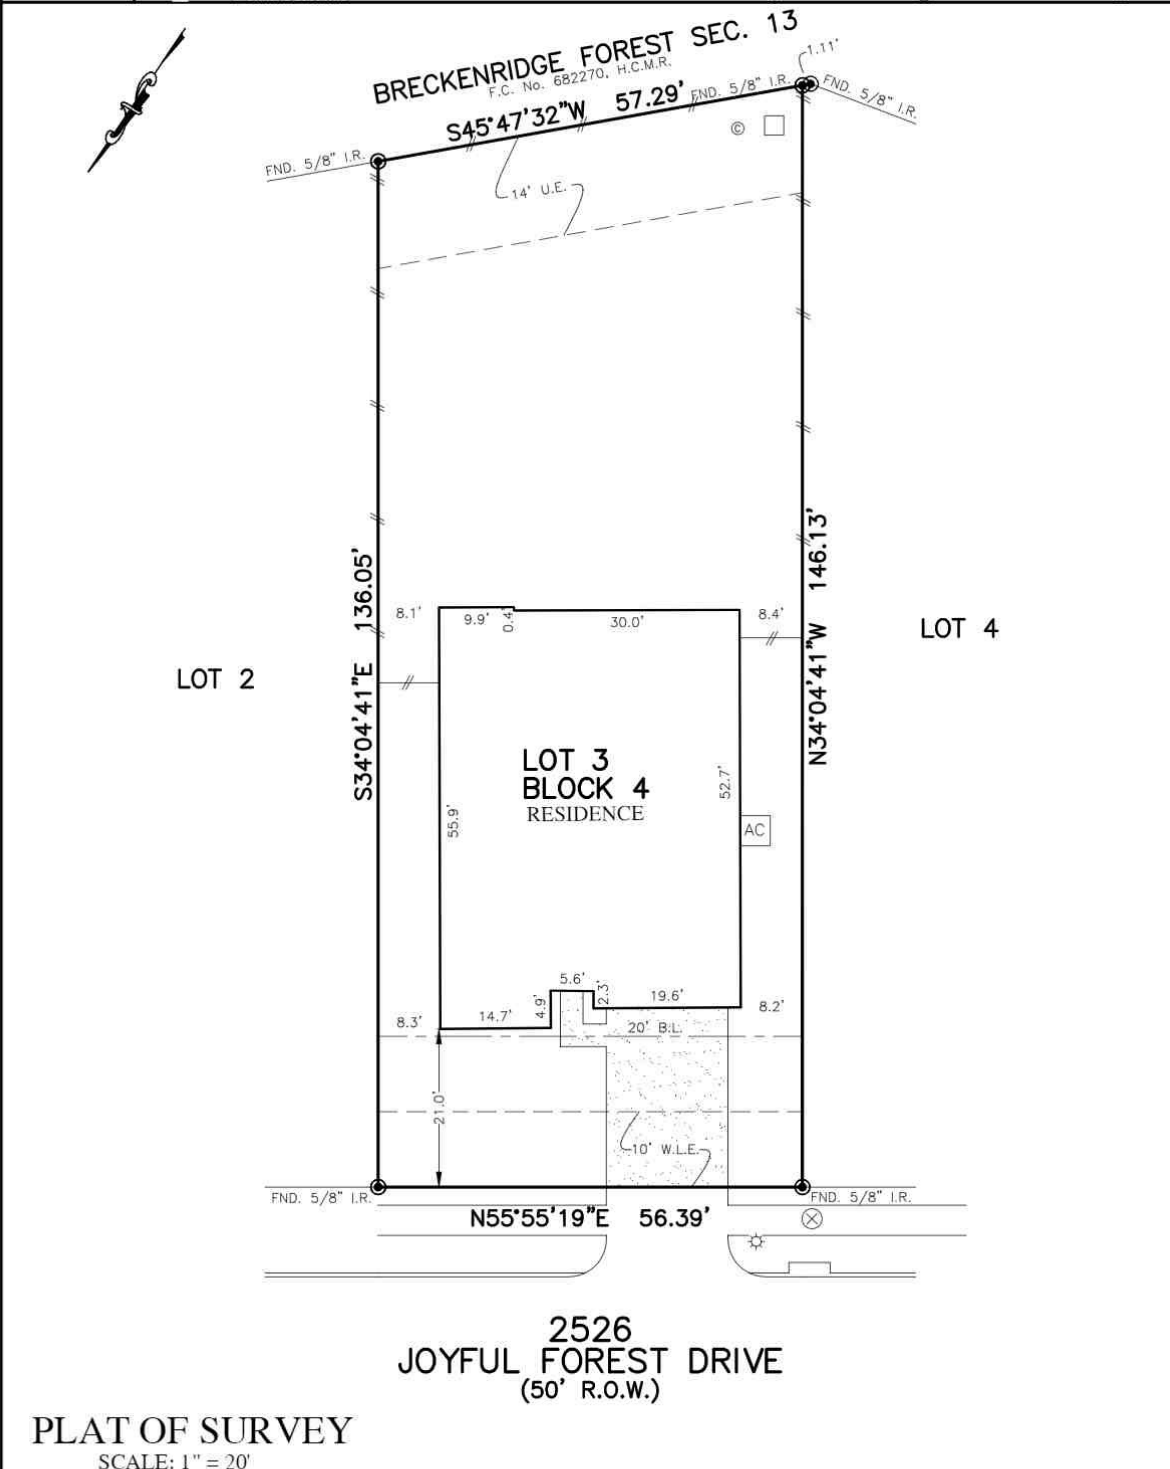 BRECKENRIDGE FOREST SEC. 13
F.C. No. 682270, H.C.M.R.
1.11'
S45°47'32"W 57.29'
FND. 5/8" I.R.
FND. 5/8" I.R.
FND. 5/8" I.R.
©
14' U.E.
S34°04'41"E 136.05'
N34°04'41"W 146.13'
8.1'
9.9'
0.4'
30.0'
8.4'
LOT 2
LOT 4
LOT 3
BLOCK 4
RESIDENCE
55.9'
52.7'
AC
5.6'
14.7'
4.9'
2.3'
19.6'
8.3'
8.2'
20' B.L.
21.0'
10' W.L.E.
FND. 5/8" I.R.
FND. 5/8" I.R.
N55°55'19"E 56.39'
2526
JOYFUL FOREST DRIVE
(50' R.O.W.)
PLAT OF SURVEY
SCALE: 1" = 20'